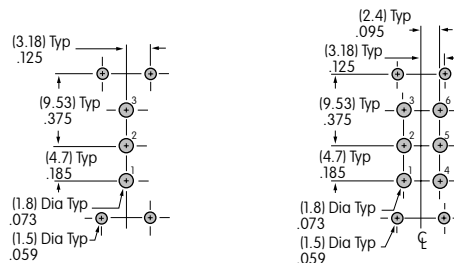 (3.18) Typ
.125
(9.53) Typ
.375
(4.7) Typ
.185
(1.8) Dia Typ
.073
(1.5) Dia Typ
.059
3
2
1
(2.4) Typ
.095
(3.18) Typ
.125
(9.53) Typ
.375
(4.7) Typ
.185
(1.8) Dia Typ
.073
(1.5) Dia Typ
.059
3
6
2
5
1
4
℄